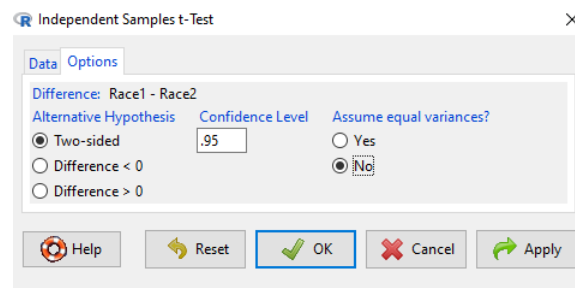 R Independent Samples t-Test
Data Options
Difference: Race1 - Race2
Alternative Hypothesis Confidence Level Assume equal variances?
Two-sided .95 Yes
Difference < 0 No
Difference > 0
Help Reset OK Cancel Apply